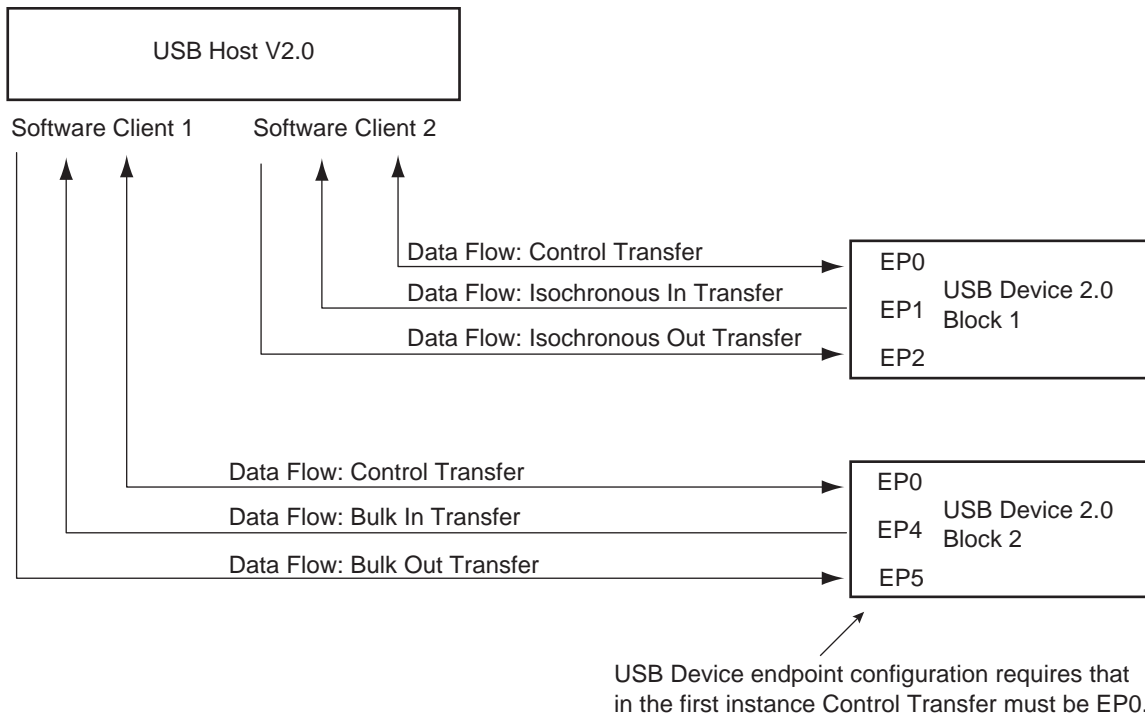 USB Host V2.0
Software Client 1
Software Client 2
Data Flow: Control Transfer
Data Flow: Isochronous In Transfer
Data Flow: Isochronous Out Transfer
EP0
EP1
EP2
USB Device 2.0
Block 1
Data Flow: Control Transfer
Data Flow: Bulk In Transfer
Data Flow: Bulk Out Transfer
EP0
EP4
EP5
USB Device 2.0
Block 2
USB Device endpoint configuration requires that
in the first instance Control Transfer must be EP0.